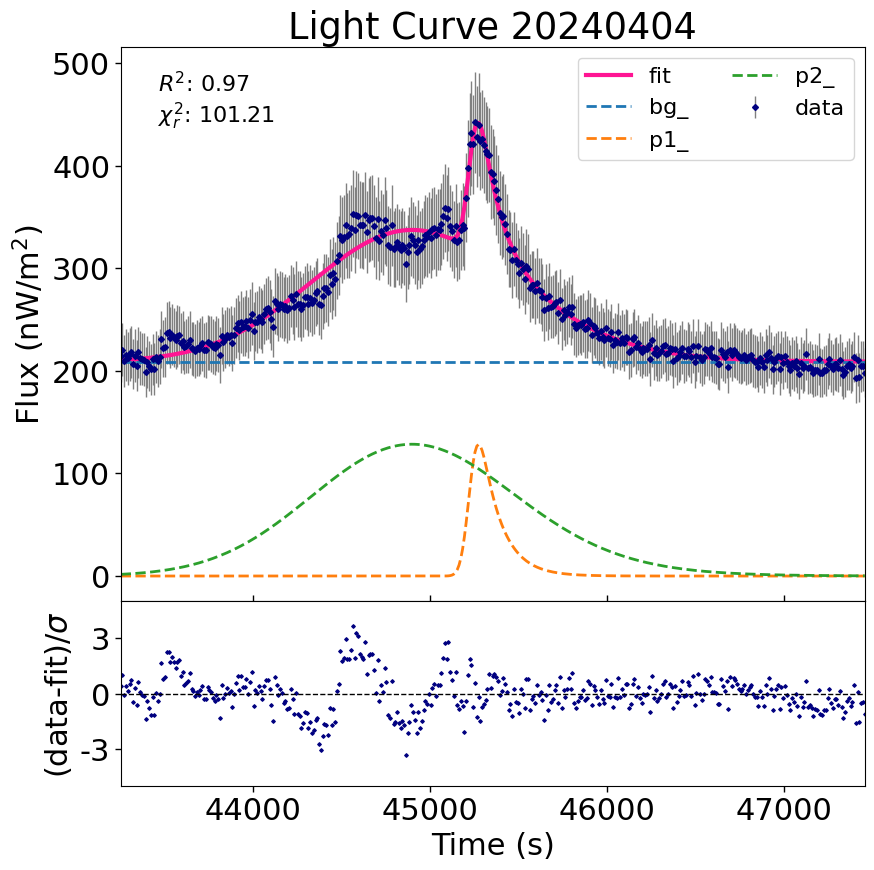 Light Curve 20240404
R²: 0.97
χ²ᵣ: 101.21
fit
bg_
p1_
p2_
data
Flux (nW/m²)
500
400
300
200
100
0
(data-fit)/σ
3
0
-3
44000 45000 46000 47000
Time (s)